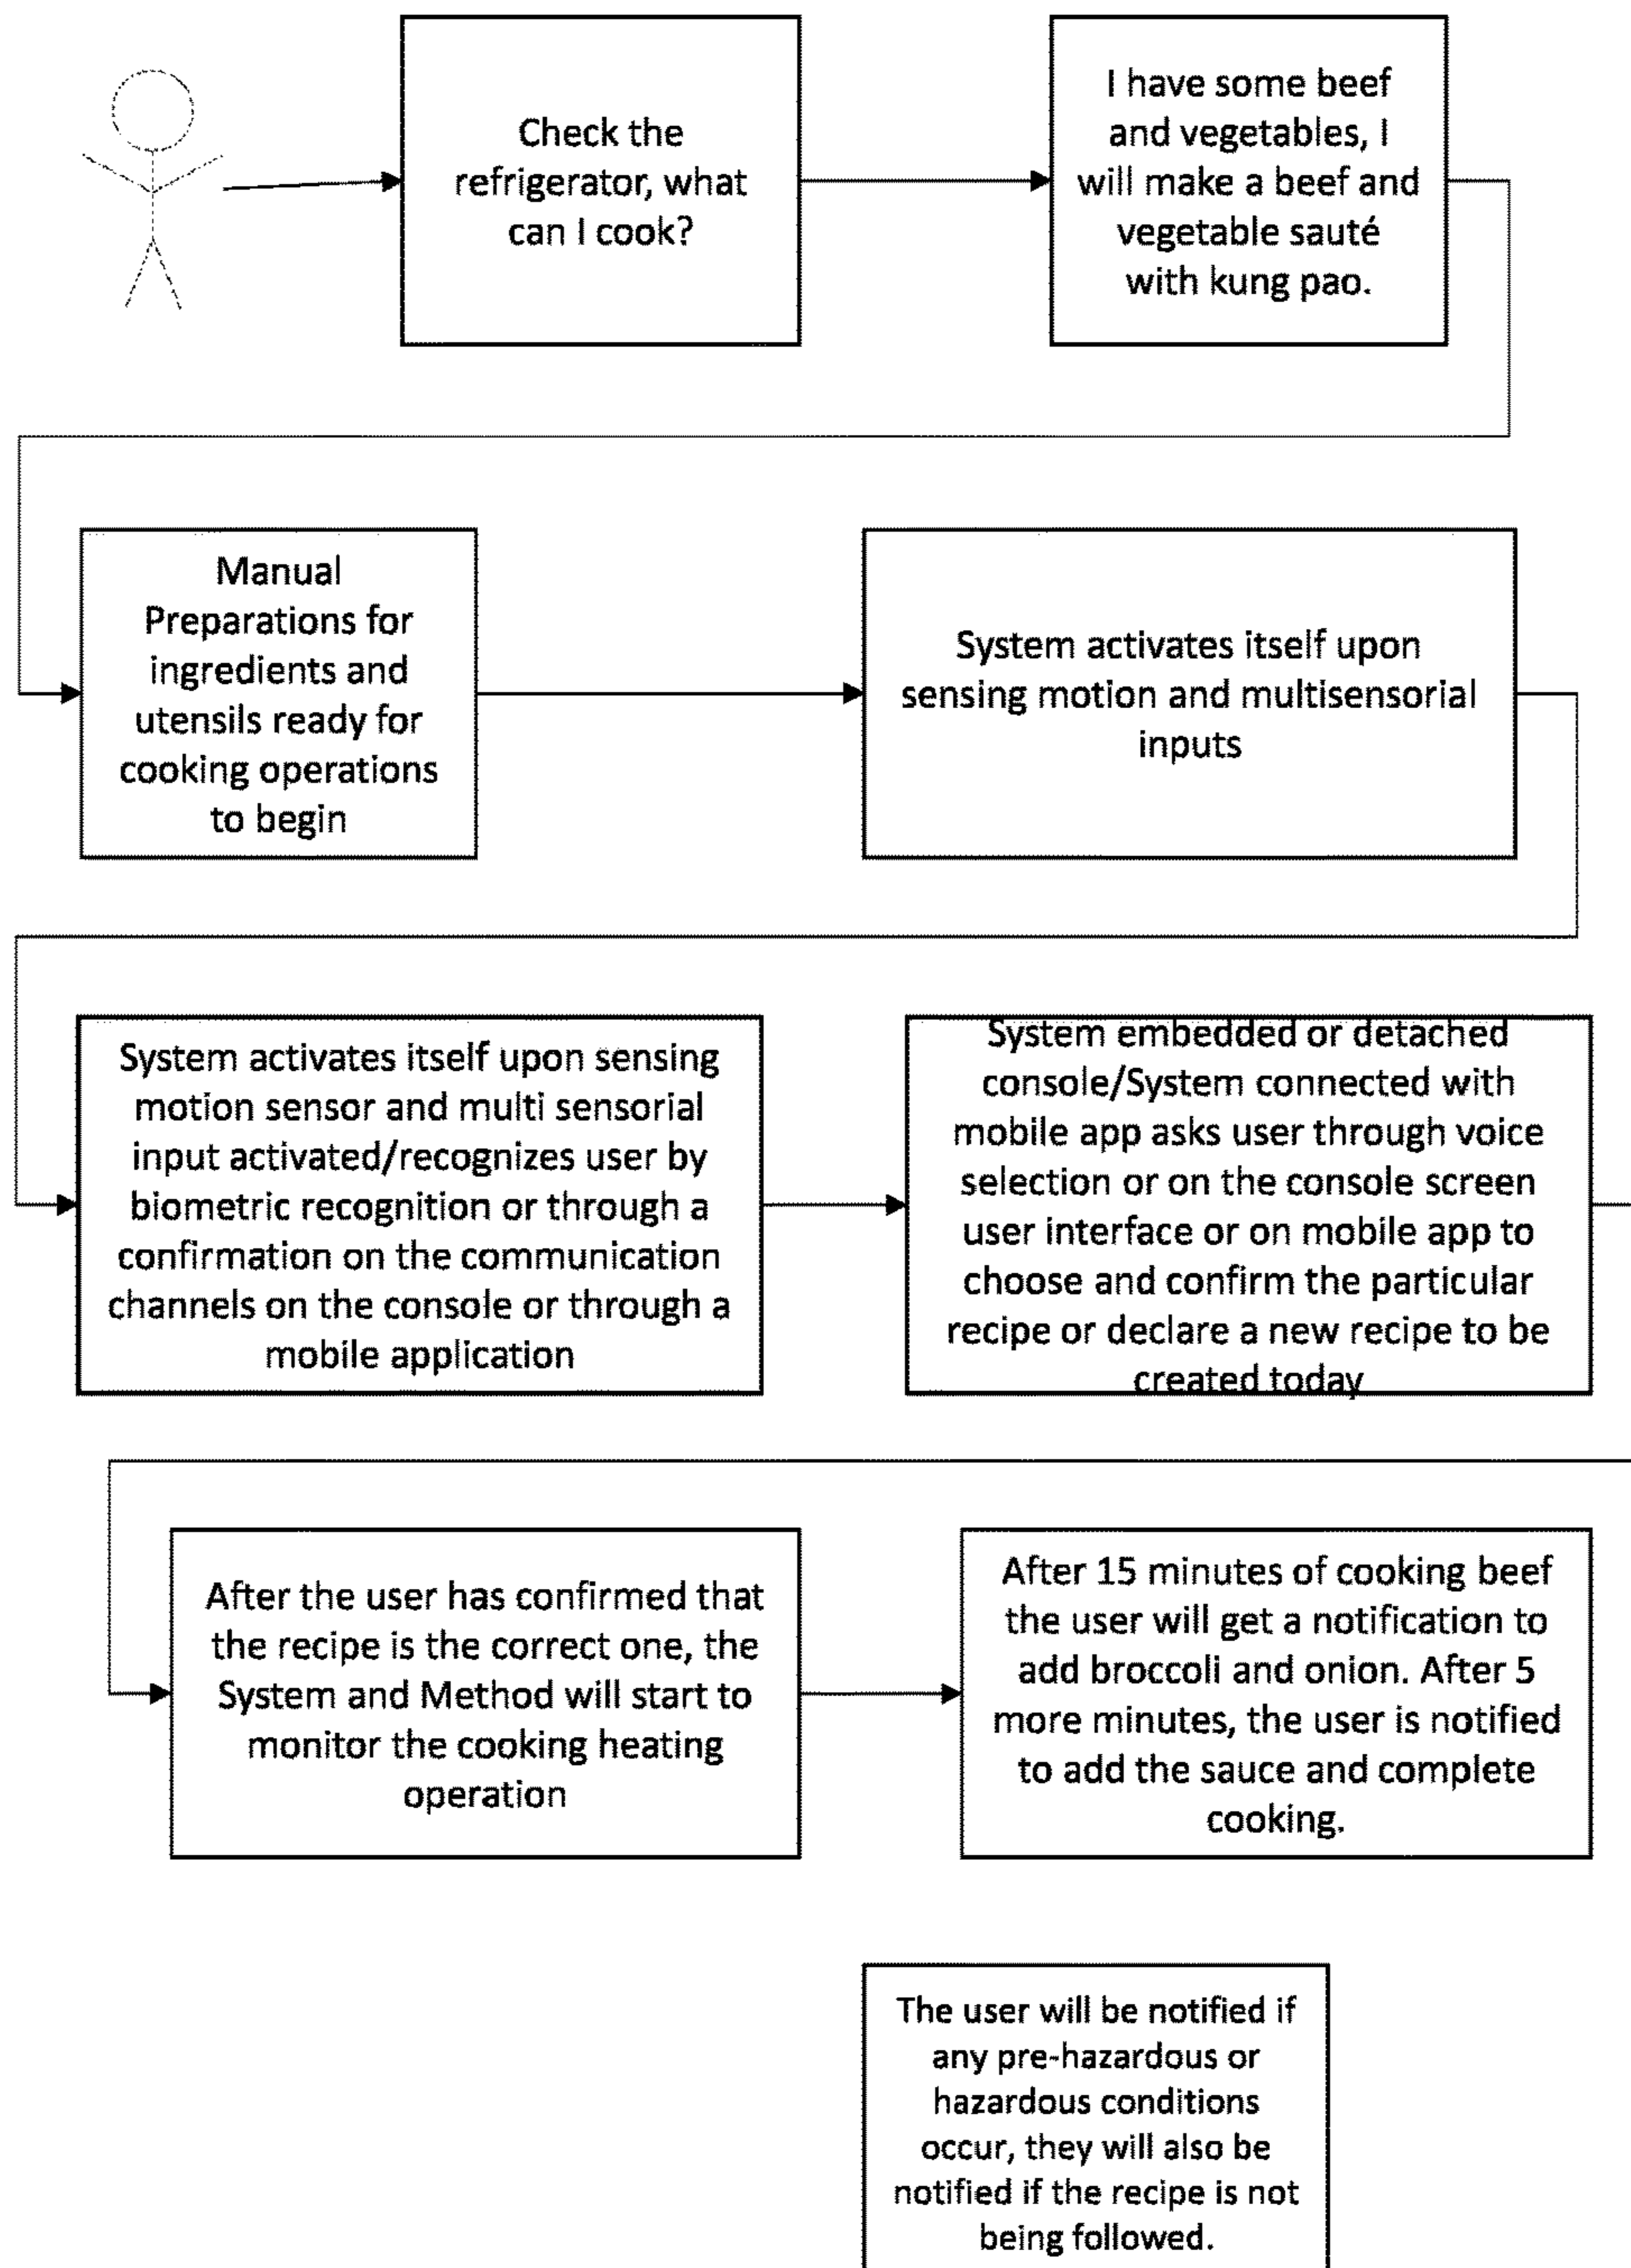 Check the
refrigerator, what
can I cook?
I have some beef
and vegetables, I
will make a beef and
vegetable sauté
with kung pao.
Manual
Preparations for
ingredients and
utensils ready for
cooking operations
to begin
System activates itself upon
sensing motion and multisensorial
inputs
System activates itself upon sensing
motion sensor and multi sensorial
input activated/recognizes user by
biometric recognition or through a
confirmation on the communication
channels on the console or through a
mobile application
System embedded or detached
console/System connected with
mobile app asks user through voice
selection or on the console screen
user interface or on mobile app to
choose and confirm the particular
recipe or declare a new recipe to be
created today
After the user has confirmed that
the recipe is the correct one, the
System and Method will start to
monitor the cooking heating
operation
After 15 minutes of cooking beef
the user will get a notification to
add broccoli and onion. After 5
more minutes, the user is notified
to add the sauce and complete
cooking.
The user will be notified if
any pre-hazardous or
hazardous conditions
occur, they will also be
notified if the recipe is not
being followed.